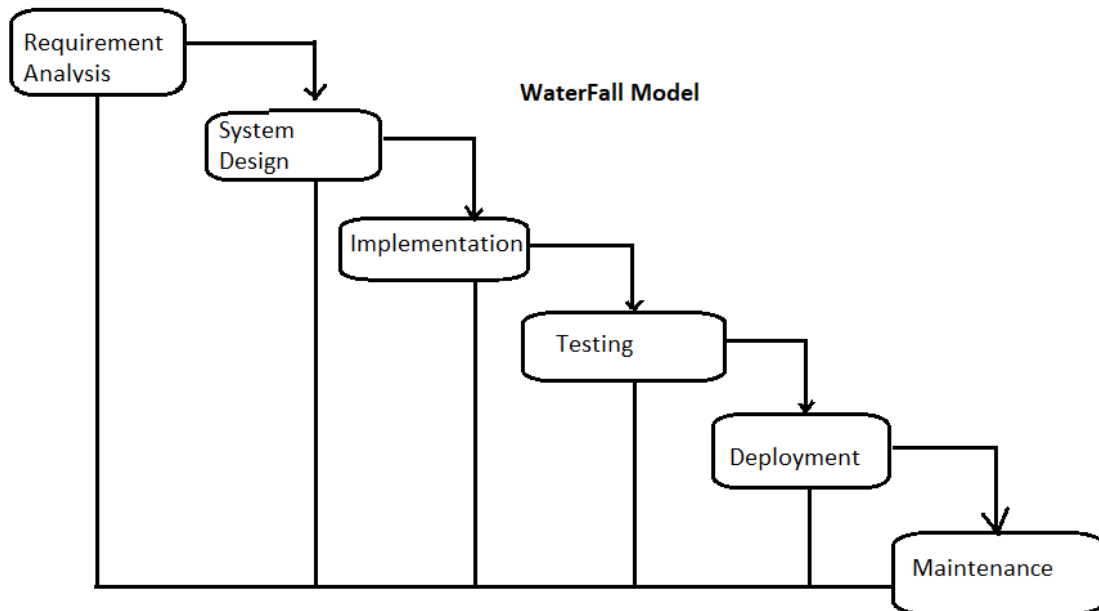 Requirement
Analysis
WaterFall Model
System
Design
Implementation
Testing
Deployment
Maintenance